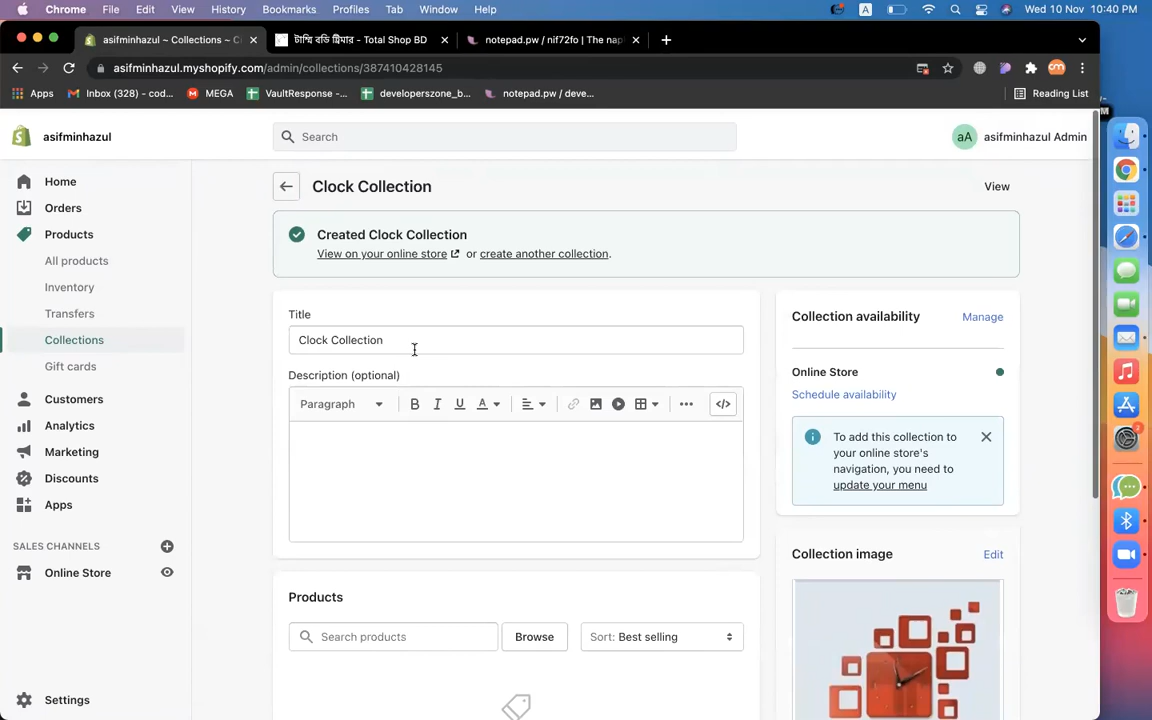 Chrome File Edit View History Bookmarks Profiles Tab Window Help A Wed 10 Nov 10:40 PM
asifminhazul ~ Collections ~ C টাম্মি বডি ট্রিমার - Total Shop BD notepad.pw / nif72fo | The na
asifminhazul.myshopify.com/admin/collections/387410428145
Apps Inbox (328) - cod... MEGA VaultResponse -... developerszone_b... notepad.pw / deve... Reading List
asifminhazul Search aA asifminhazul Admin
Home
Orders
Products
All products
Inventory
Transfers
Collections
Gift cards
Customers
Analytics
Marketing
Discounts
Apps
SALES CHANNELS
Online Store
Settings
Clock Collection View
Created Clock Collection
View on your online store or create another collection.
Title
Clock Collection
Description (optional)
Paragraph B I U A </>
Products
Search products Browse Sort: Best selling
Collection availability Manage
Online Store
Schedule availability
To add this collection to
your online store's
navigation, you need to
update your menu
Collection image Edit
2